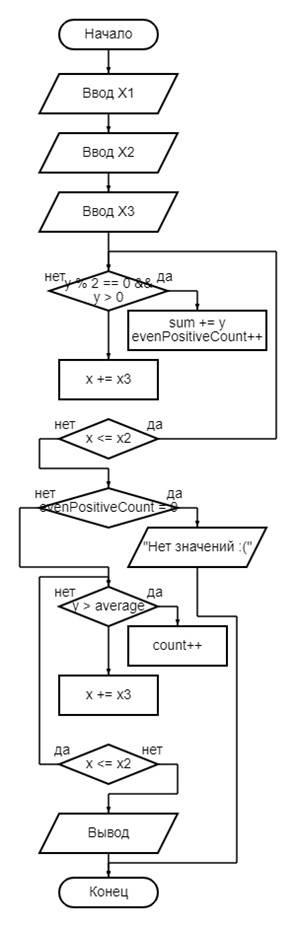 Начало
Ввод X1
Ввод X2
Ввод X3
нет
y % 2 == 0 &&
да
y > 0
sum += y
evenPositiveCount++
x += x3
нет
да
x <= x2
нет
да
evenPositiveCount = 0
"Нет значений :("
нет
да
y > average
count++
x += x3
да
нет
x <= x2
Вывод
Конец